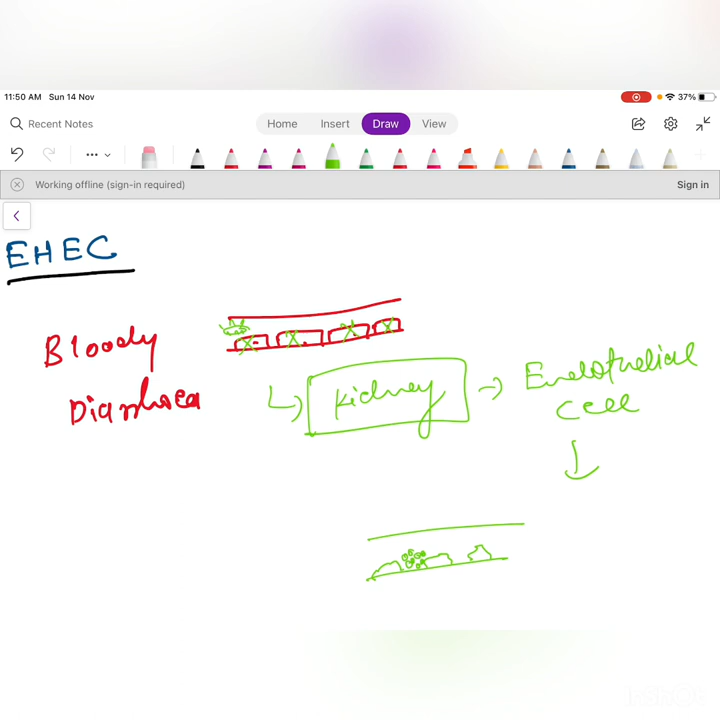 11:50 AM Sun 14 Nov
37%
Recent Notes
Home Insert Draw View
Working offline (sign-in required)
Sign in
EHEC
Bloody
Diarrhoea
Kidney
Endothelial
Cell